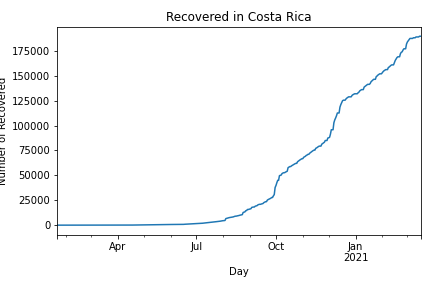 Recovered in Costa Rica
Number of Recovered
175000
150000
125000
100000
75000
50000
25000
0
Apr
Jul
Oct
Jan
2021
Day